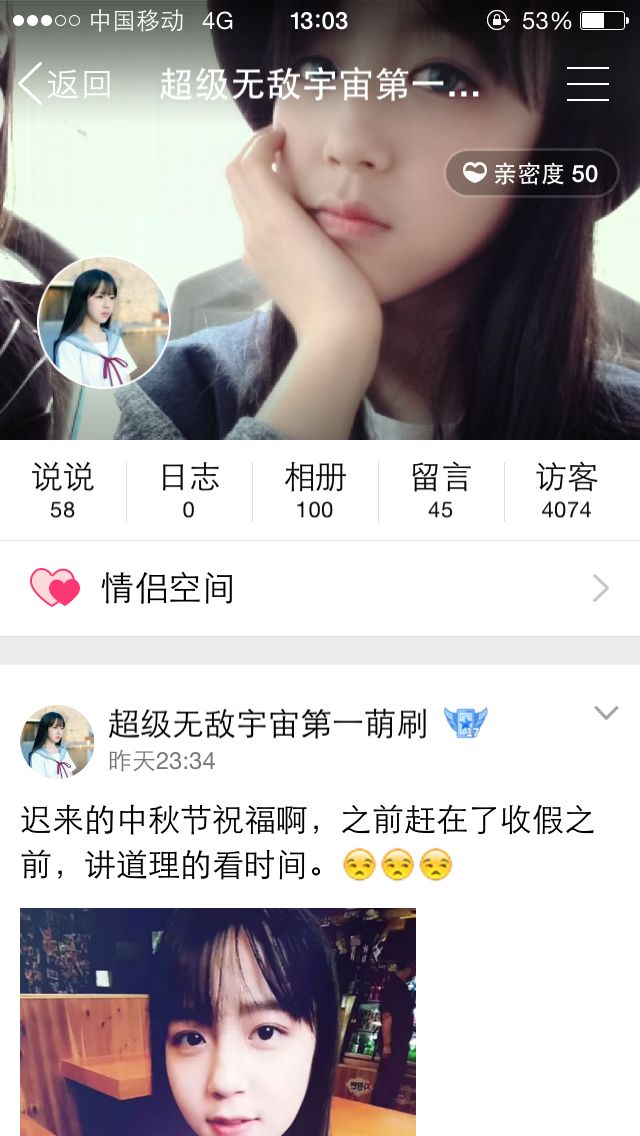 中国移动 4G 13:03 53%
返回 超级无敌宇宙第一...
亲密度 50
说说 日志 相册 留言 访客
58 0 100 45 4074
情侣空间
超级无敌宇宙第一萌刷
昨天23:34
迟来的中秋节祝福啊，之前赶在了收假之
前，讲道理的看时间。😒😒😒